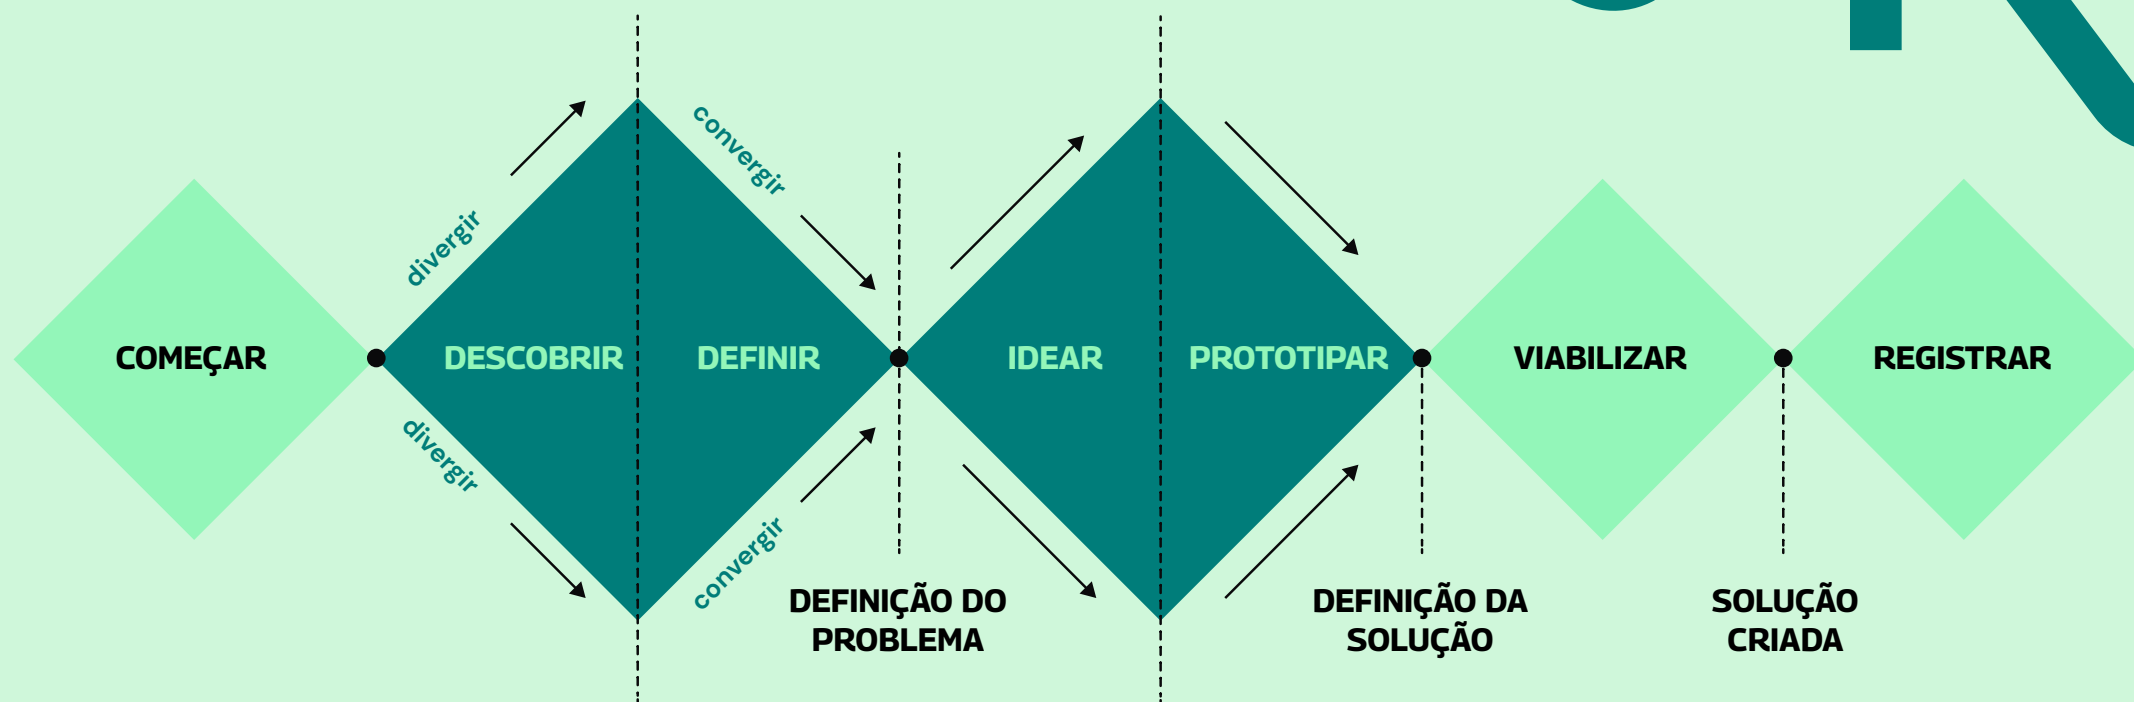 divergir
convergir
COMEÇAR
DESCOBRIR
DEFINIR
IDEAR
PROTOTIPAR
VIABILIZAR
REGISTRAR
divergir
convergir
DEFINIÇÃO DO
PROBLEMA
DEFINIÇÃO DA
SOLUÇÃO
SOLUÇÃO
CRIADA